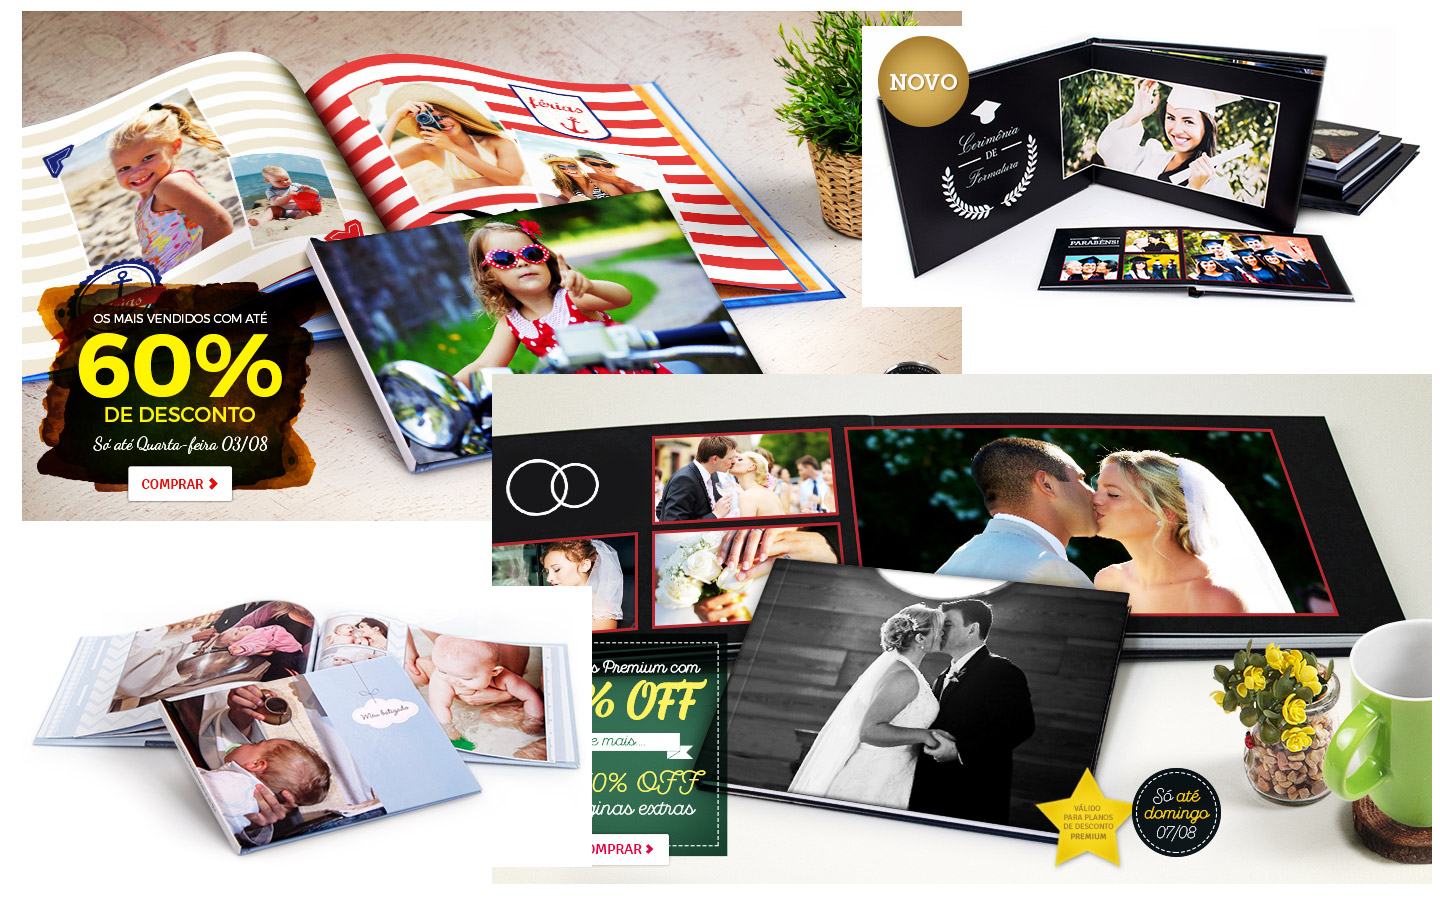 férias
NOVO
Cerimônia
DE
Formatura
PARABÉNS!
OS MAIS VENDIDOS COM ATÉ
60%
DE DESCONTO
Só até Quarta-feira 03/08
COMPRAR
Meu batizado
Premium com
% OFF
e mais...
0% OFF
extras
VÁLIDO
PARA PLANOS
DE DESCONTO
PREMIUM
Só até
domingo
07/08